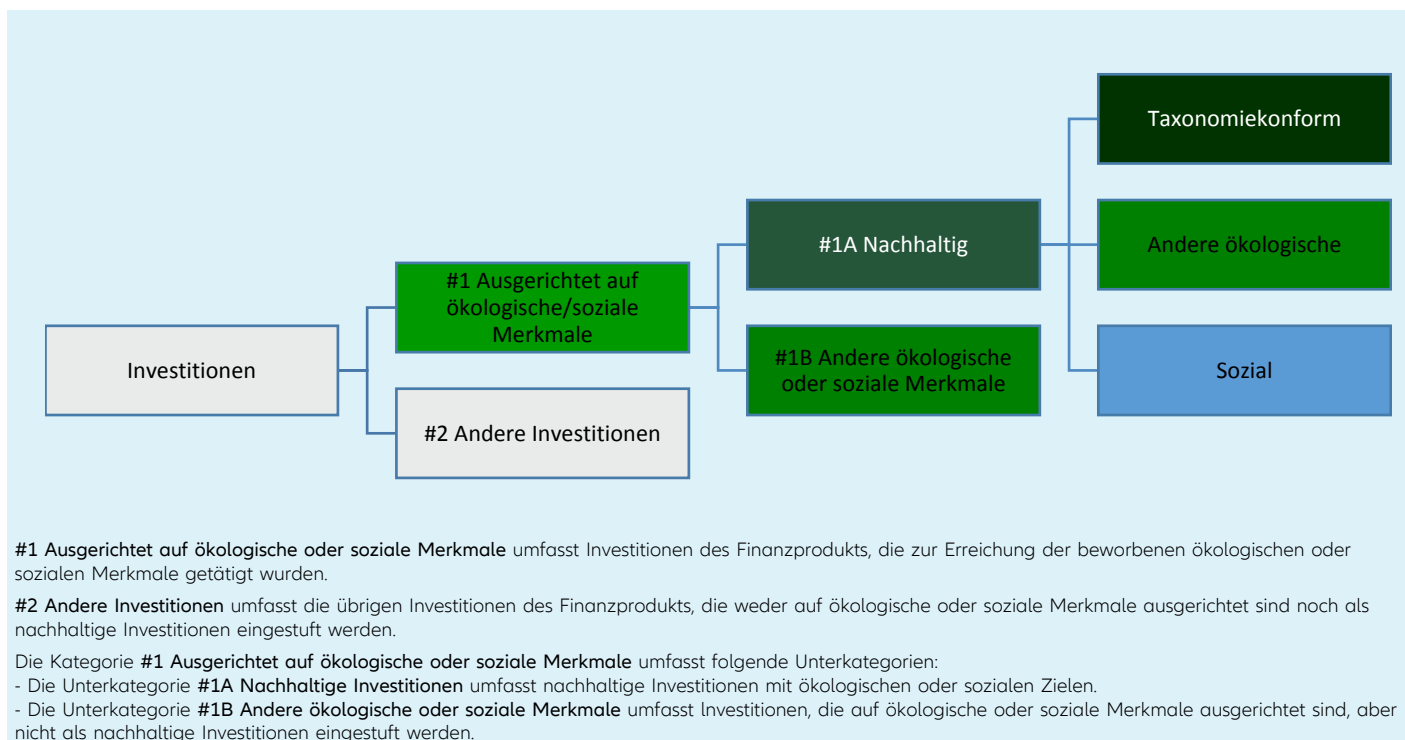 Taxonomiekonform
#1A Nachhaltig
Andere ökologische
#1 Ausgerichtet auf
ökologische/soziale
Merkmale
Investitionen
#1B Andere ökologische
oder soziale Merkmale
Sozial
#2 Andere Investitionen
#1 Ausgerichtet auf ökologische oder soziale Merkmale umfasst Investitionen des Finanzprodukts, die zur Erreichung der beworbenen ökologischen oder
sozialen Merkmale getätigt wurden.
#2 Andere Investitionen umfasst die übrigen Investitionen des Finanzprodukts, die weder auf ökologische oder soziale Merkmale ausgerichtet sind noch als
nachhaltige Investitionen eingestuft werden.
Die Kategorie #1 Ausgerichtet auf ökologische oder soziale Merkmale umfasst folgende Unterkategorien:
- Die Unterkategorie #1A Nachhaltige Investitionen umfasst nachhaltige Investitionen mit ökologischen oder sozialen Zielen.
- Die Unterkategorie #1B Andere ökologische oder soziale Merkmale umfasst lnvestitionen, die auf ökologische oder soziale Merkmale ausgerichtet sind, aber
nicht als nachhaltige Investitionen eingestuft werden.